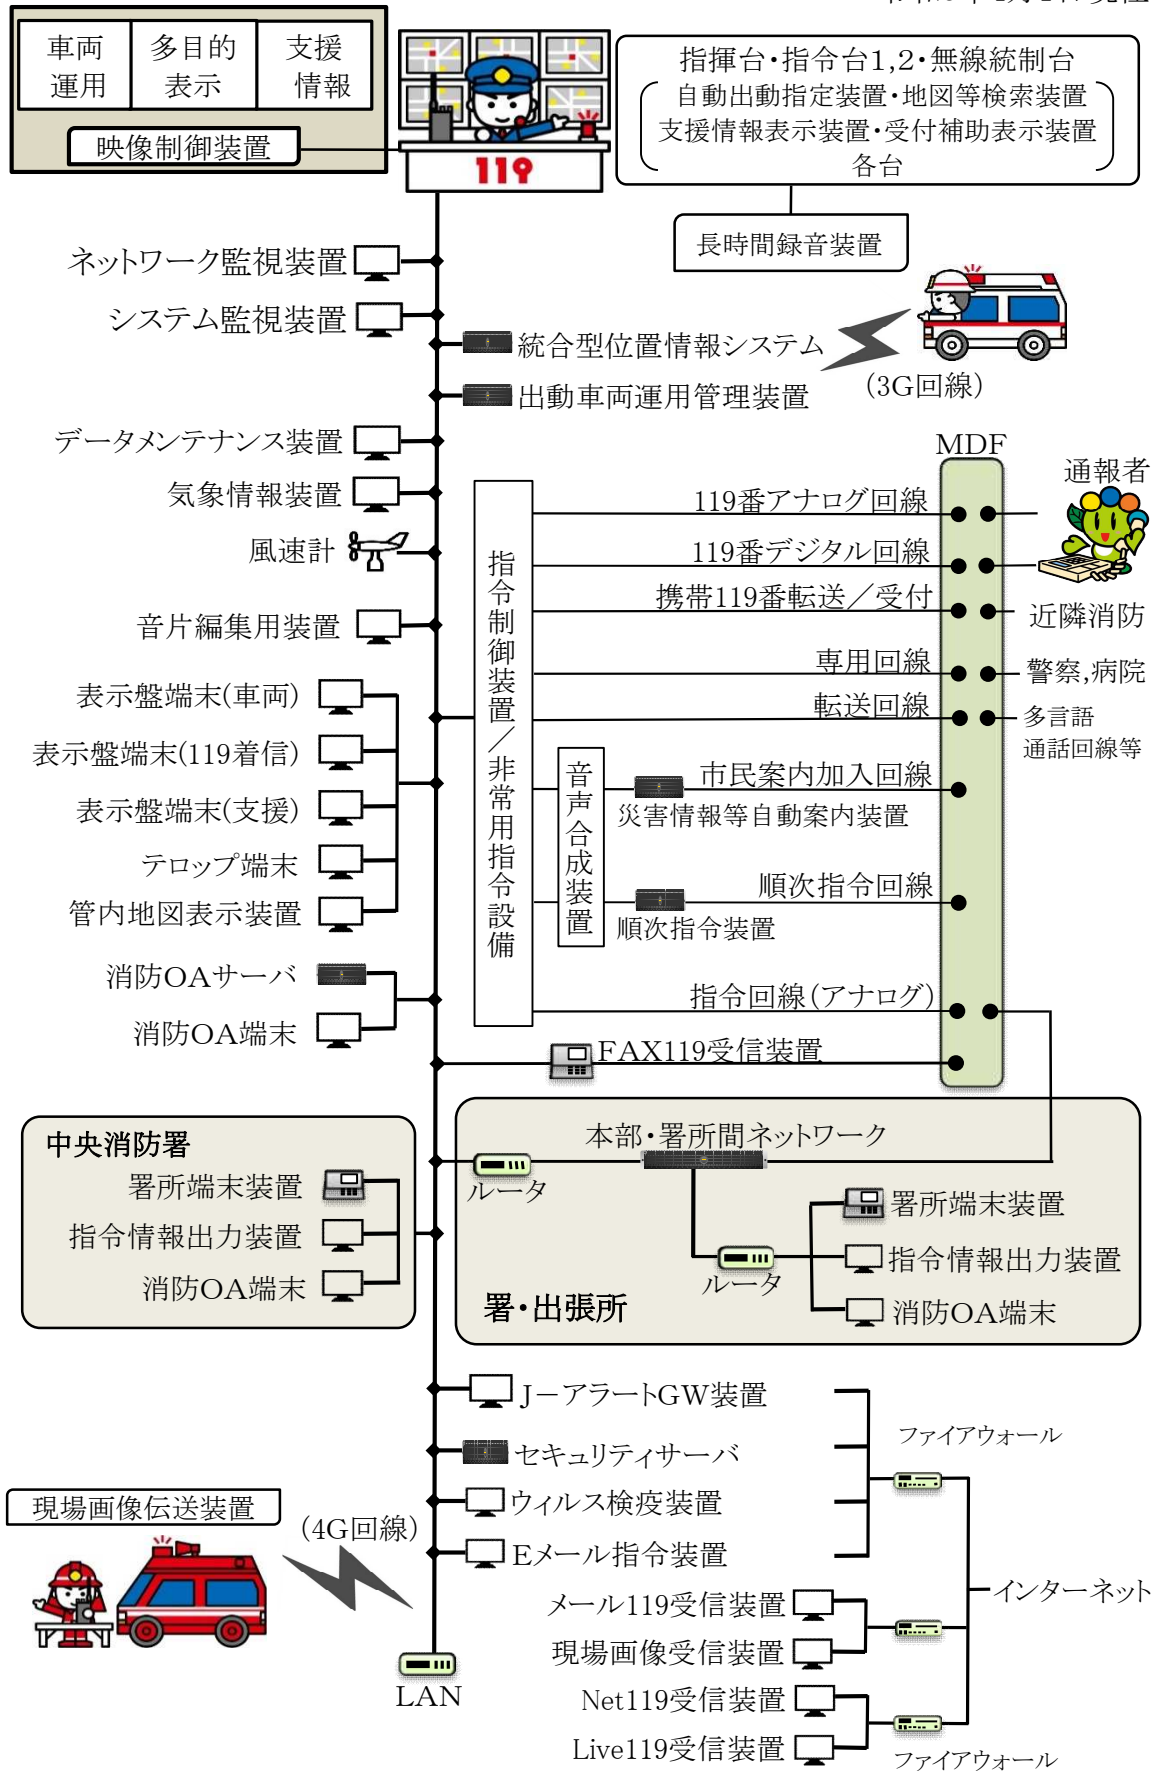 車両
運用
多目的
表示
支援
情報
映像制御装置
119
指揮台・指令台1,2・無線統制台
自動出動指定装置・地図等検索装置
支援情報表示装置・受付補助表示装置
各台
長時間録音装置
ネットワーク監視装置
システム監視装置
統合型位置情報システム
(3G回線)
出動車両運用管理装置
データメンテナンス装置
気象情報装置
風速計
音片編集用装置
表示盤端末(車両)
表示盤端末(119着信)
表示盤端末(支援)
テロップ端末
管内地図表示装置
消防OAサーバ
消防OA端末
指令制御装置／非常用指令設備
MDF
通報者
119番アナログ回線
119番デジタル回線
携帯119番転送／受付
近隣消防
専用回線
警察,病院
転送回線
多言語
通話回線等
音声合成装置
市民案内加入回線
災害情報等自動案内装置
順次指令回線
順次指令装置
指令回線(アナログ)
FAX119受信装置
中央消防署
署所端末装置
指令情報出力装置
消防OA端末
本部・署所間ネットワーク
ルータ
ルータ
署所端末装置
指令情報出力装置
消防OA端末
署・出張所
J－アラートGW装置
セキュリティサーバ
ウィルス検疫装置
Eメール指令装置
ファイアウォール
現場画像伝送装置
(4G回線)
メール119受信装置
現場画像受信装置
Net119受信装置
Live119受信装置
インターネット
ファイアウォール
LAN